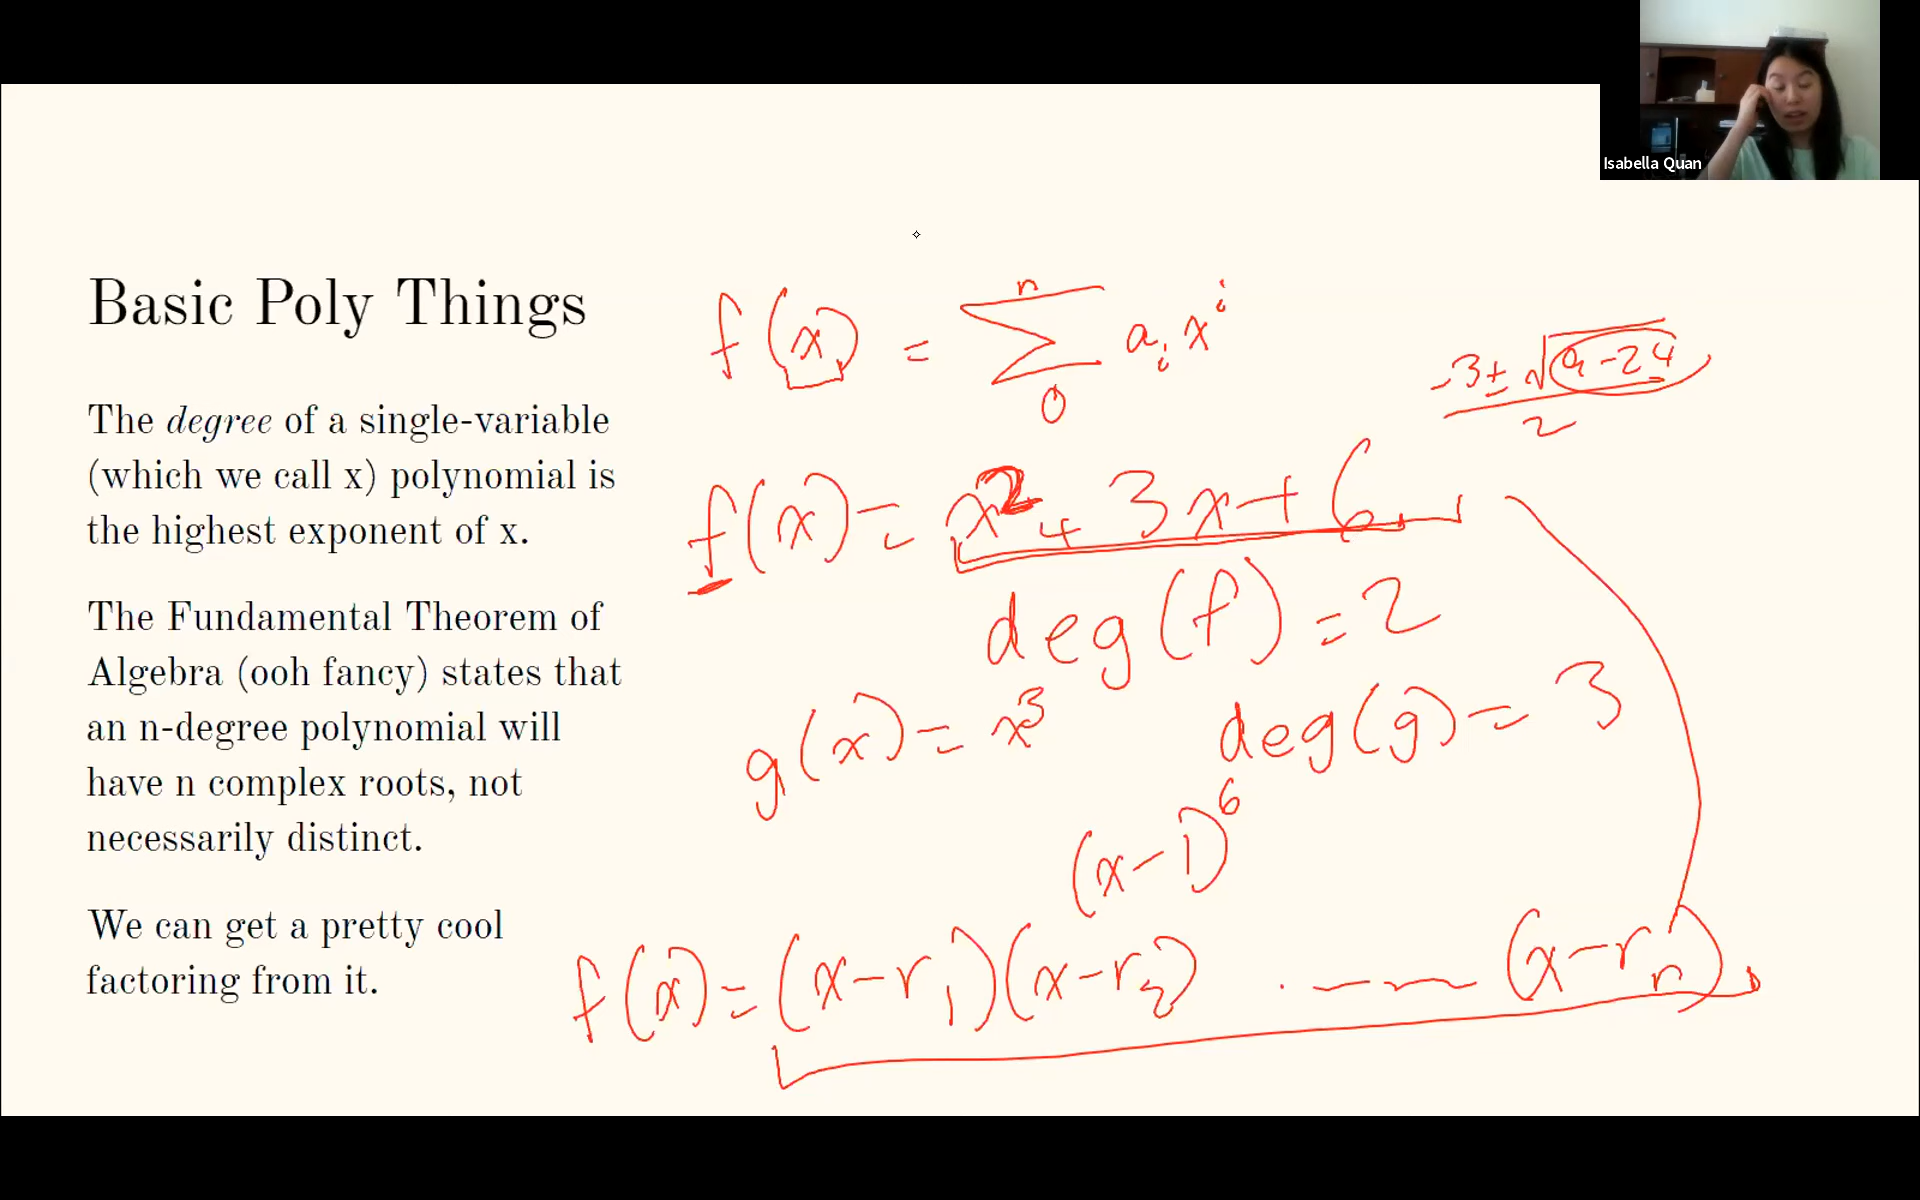 Isabella Quan
Basic Poly Things
The degree of a single-variable
(which we call x) polynomial is
the highest exponent of x.
The Fundamental Theorem of
Algebra (ooh fancy) states that
an n-degree polynomial will
have n complex roots, not
necessarily distinct.
We can get a pretty cool
factoring from it.
f(x) = ∑ₙ₌₀ aᵢ xⁱ
-3 ± √(9-24) / 2
f(x) = x² + 3x + 6
deg(f) = 2
g(x) = x³ deg(g) = 3
(x-1)⁶
f(x) = (x-r₁)(x-r₂) ·---- (x-rₙ)